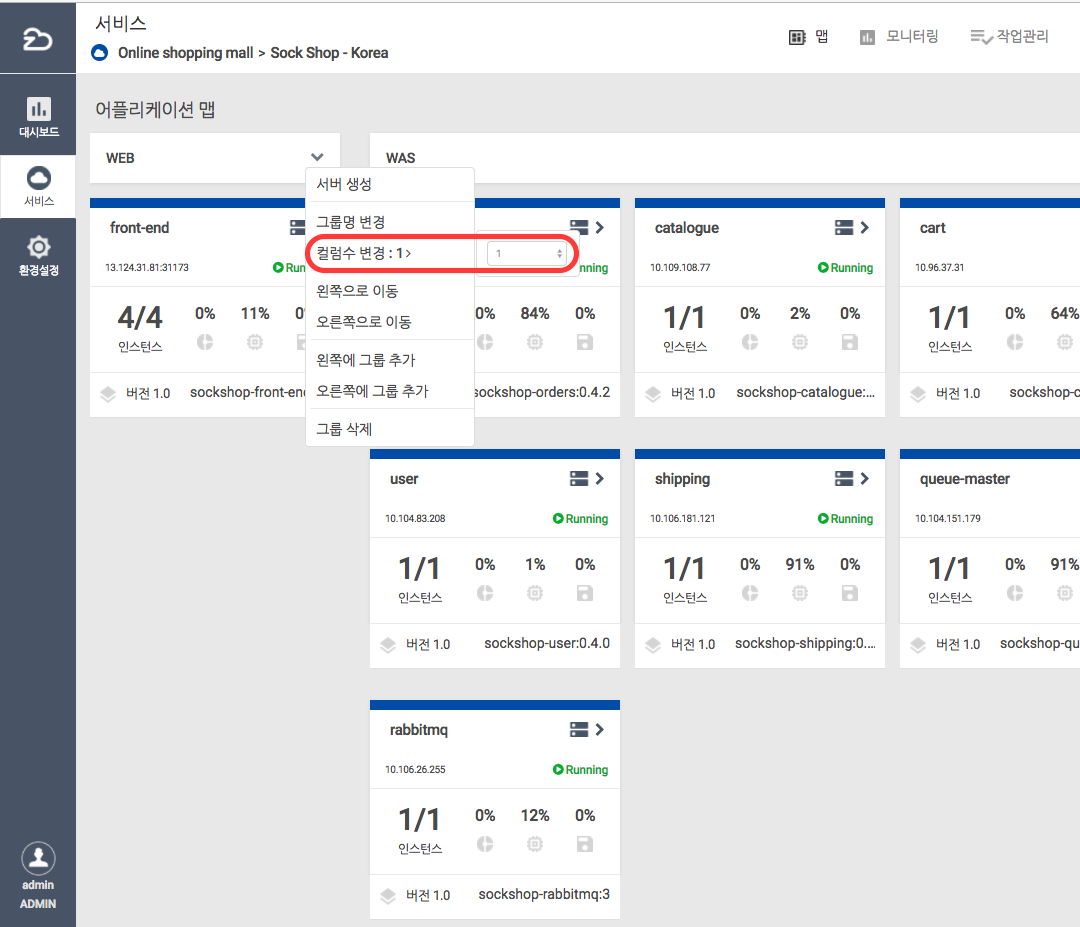 서비스
Online shopping mall > Sock Shop - Korea
맵
모니터링
작업관리
대시보드
서비스
환경설정
admin
ADMIN
어플리케이션 맵
WEB
WAS
서버 생성
그룹명 변경
컬럼수 변경 : 1 >
1
왼쪽으로 이동
오른쪽으로 이동
왼쪽에 그룹 추가
오른쪽에 그룹 추가
그룹 삭제
front-end
13.124.31.81:31173
4/4
인스턴스
0%
11%
버전 1.0
nning
0% 84% 0%
sockshop-orders:0.4.2
catalogue
10.109.108.77
Running
1/1
인스턴스
0% 2% 0%
버전 1.0
sockshop-catalogue:...
cart
10.96.37.31
1/1
인스턴스
0% 64%
버전 1.0
user
10.104.83.208
Running
1/1
인스턴스
0% 1% 0%
버전 1.0
sockshop-user:0.4.0
shipping
10.106.181.121
Running
1/1
인스턴스
0% 91% 0%
버전 1.0
sockshop-shipping:0....
queue-master
10.104.151.179
1/1
인스턴스
0% 91%
버전 1.0
rabbitmq
10.106.26.255
Running
1/1
인스턴스
0% 12% 0%
버전 1.0
sockshop-rabbitmq:3